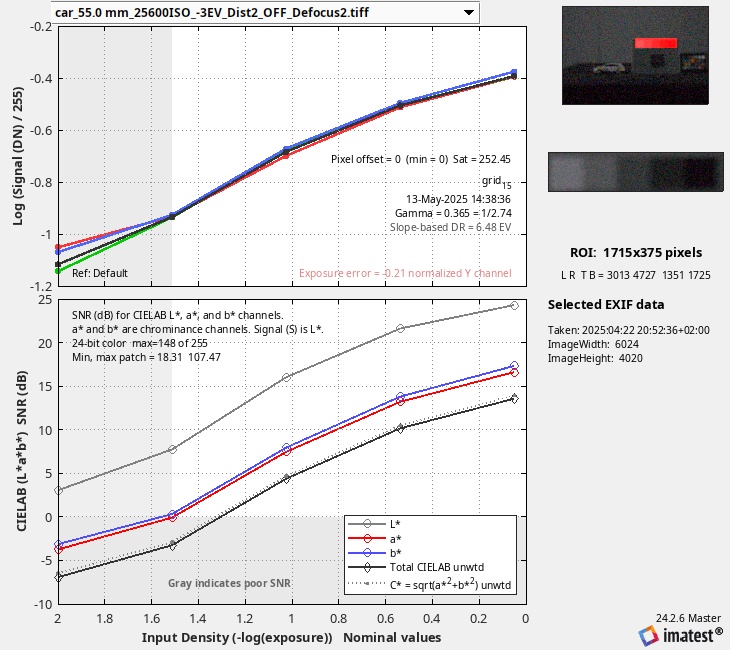 car_55.0 mm_25600ISO_-3EV_Dist2_OFF_Defocus2.tiff
-0.2
-0.4
-0.6
-0.8
-1
-1.2
Log (Signal (DN) / 255)
Pixel offset = 0 (min = 0) Sat = 252.45
grid_15
13-May-2025 14:38:36
Gamma = 0.365 = 1/2.74
Slope-based DR = 6.48 EV
Ref: Default
Exposure error = -0.21 normalized Y channel
25
20
15
10
5
0
-5
-10
CIELAB (L*a*b*) SNR (dB)
SNR (dB) for CIELAB L*, a*, and b* channels.
a* and b* are chrominance channels. Signal (S) is L*.
24-bit color max=148 of 255
Min, max patch = 18.31 107.47
L*
a*
b*
Total CIELAB unwtd
C* = sqrt(a*²+b*²) unwtd
Gray indicates poor SNR
2 1.8 1.6 1.4 1.2 1 0.8 0.6 0.4 0.2 0
Input Density (-log(exposure)) Nominal values
ROI: 1715x375 pixels
L R T B = 3013 4727 1351 1725
Selected EXIF data
Taken: 2025:04:22 20:52:36+02:00
ImageWidth: 6024
ImageHeight: 4020
24.2.6 Master
imatest®